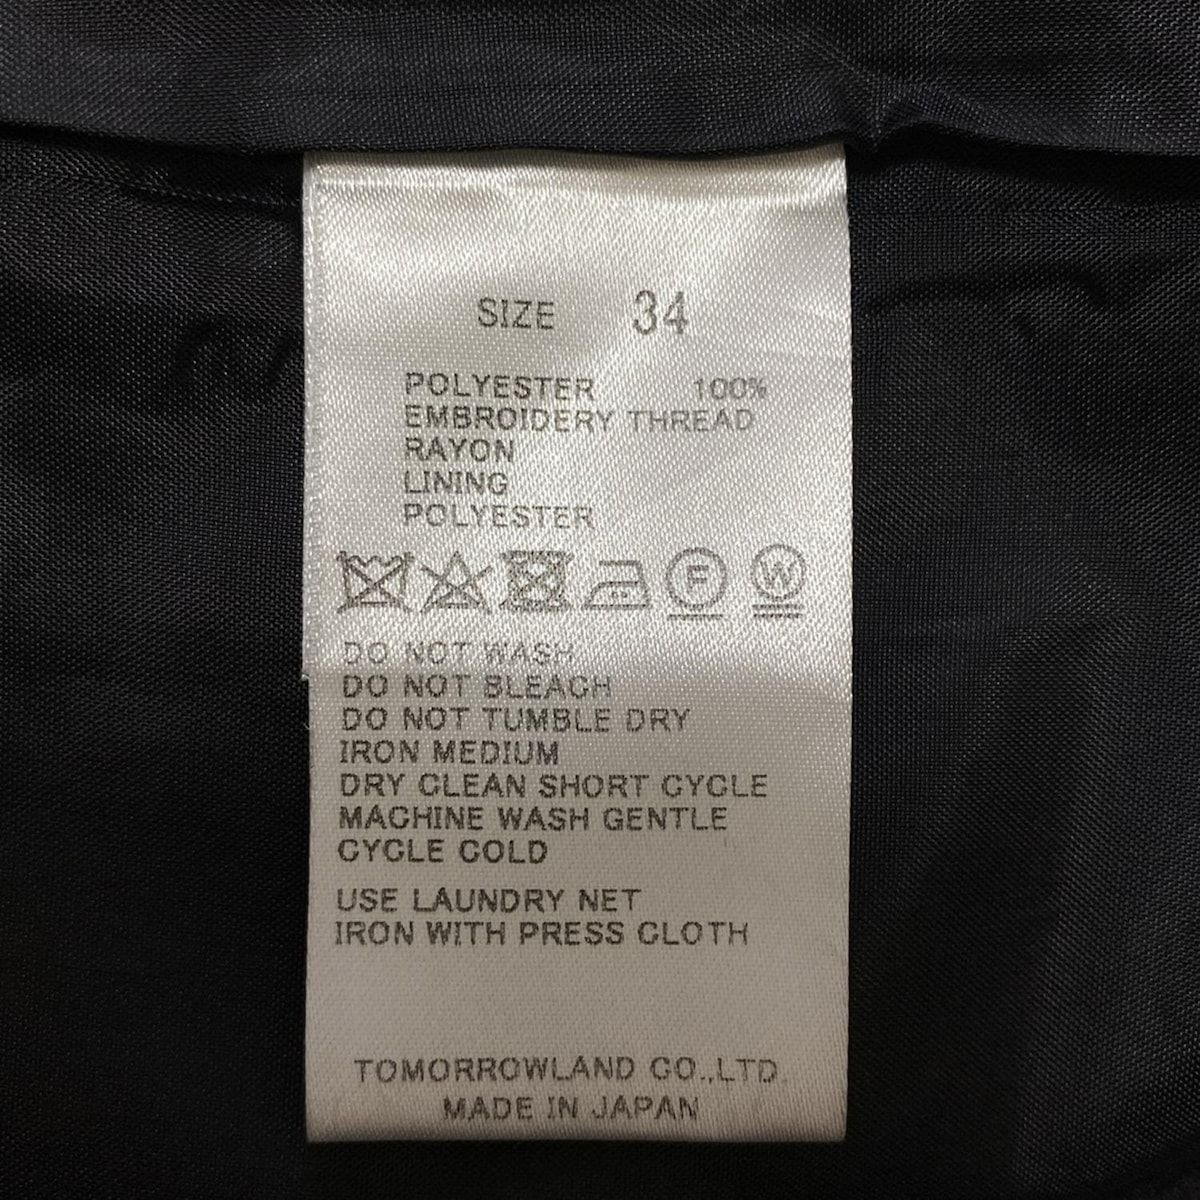 SIZE 34
POLYESTER 100%
EMBROIDERY THREAD
RAYON
LINING
POLYESTER
F W
DO NOT WASH
DO NOT BLEACH
DO NOT TUMBLE DRY
IRON MEDIUM
DRY CLEAN SHORT CYCLE
MACHINE WASH GENTLE
CYCLE COLD
USE LAUNDRY NET
IRON WITH PRESS CLOTH
TOMORROWLAND CO.,LTD.
MADE IN JAPAN